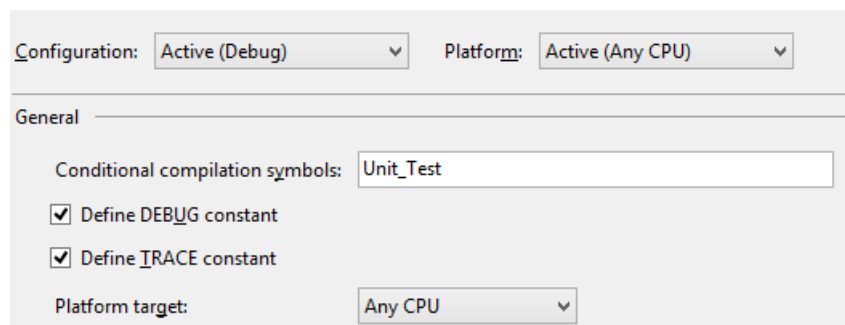 Configuration: Active (Debug) Platform: Active (Any CPU)
General
Conditional compilation symbols: Unit_Test
Define DEBUG constant
Define TRACE constant
Platform target: Any CPU